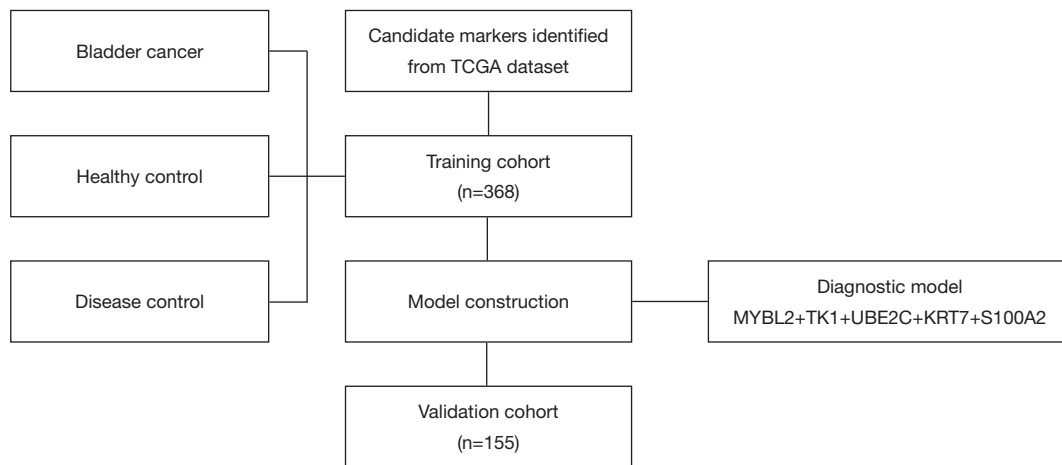 Bladder cancer
Candidate markers identified
from TCGA dataset
Healthy control
Training cohort
(n=368)
Disease control
Model construction
Diagnostic model
MYBL2+TK1+UBE2C+KRT7+S100A2
Validation cohort
(n=155)